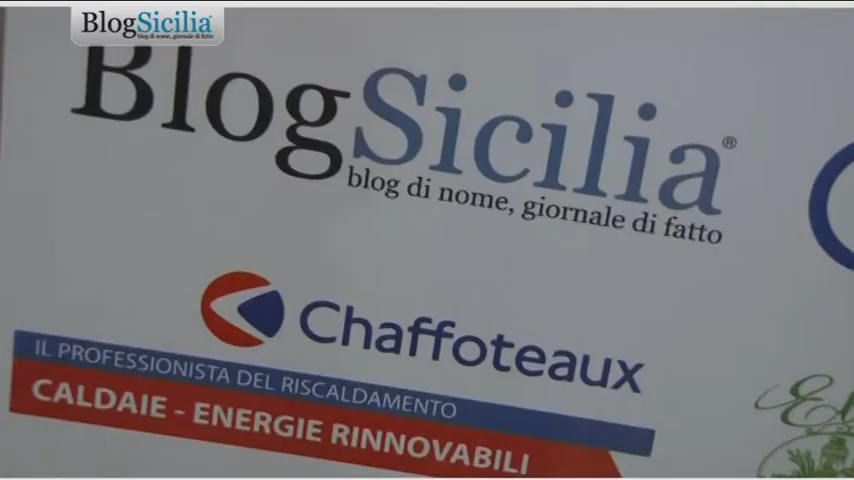 BlogSicilia
blog di nome, giornale di fatto
BlogSicilia®
blog di nome, giornale di fatto
Chaffoteaux
IL PROFESSIONISTA DEL RISCALDAMENTO
CALDAIE - ENERGIE RINNOVABILI